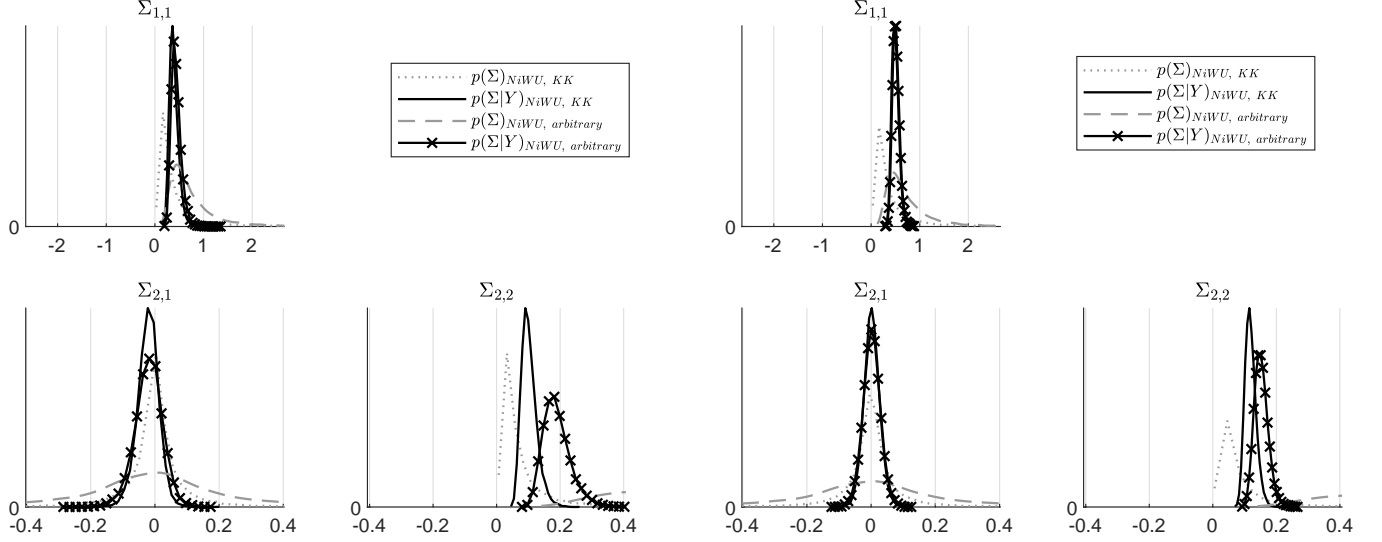 Σ1,1
0
-2 -1 0 1 2
p(Σ)NiWU, KK
p(Σ|Y)NiWU, KK
p(Σ)NiWU, arbitrary
p(Σ|Y)NiWU, arbitrary
Σ1,1
0
-2 -1 0 1 2
p(Σ)NiWU, KK
p(Σ|Y)NiWU, KK
p(Σ)NiWU, arbitrary
p(Σ|Y)NiWU, arbitrary
Σ2,1
0
-0.4 -0.2 0 0.2 0.4
Σ2,2
0
-0.4 -0.2 0 0.2 0.4
Σ2,1
0
-0.4 -0.2 0 0.2 0.4
Σ2,2
0
-0.4 -0.2 0 0.2 0.4